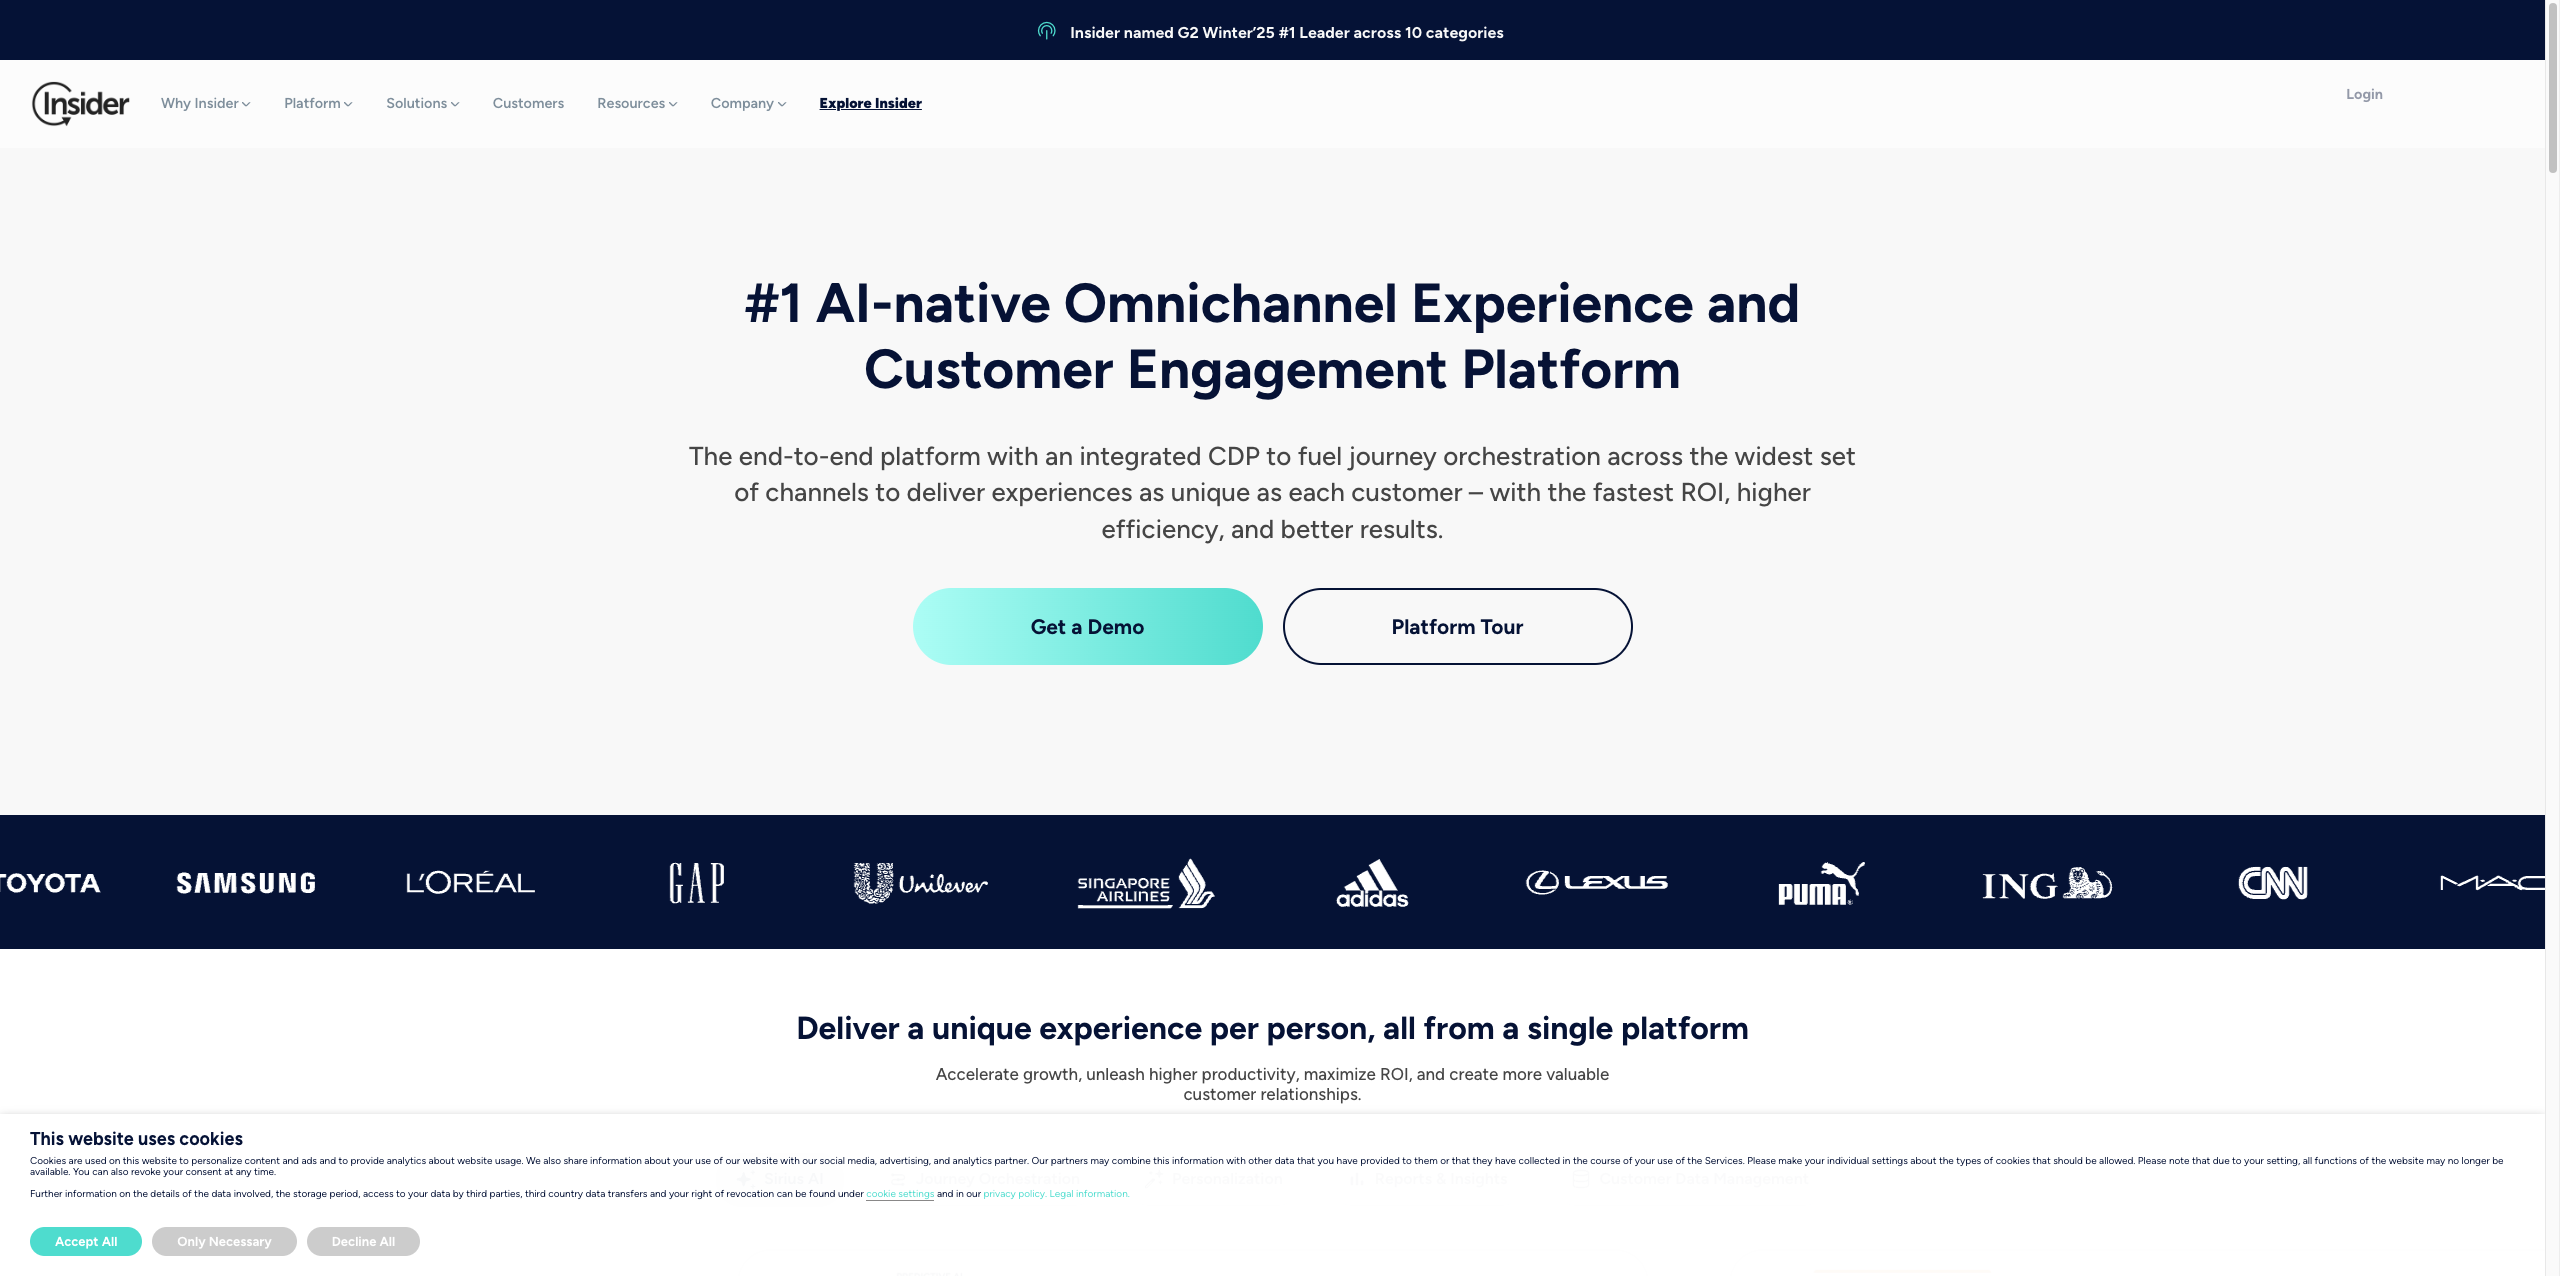 Insider named G2 Winter’25 #1 Leader across 10 categories
Insider
Why Insider
Platform
Solutions
Customers
Resources
Company
Explore Insider
Login
#1 AI-native Omnichannel Experience and
Customer Engagement Platform
The end-to-end platform with an integrated CDP to fuel journey orchestration across the widest set
of channels to deliver experiences as unique as each customer – with the fastest ROI, higher
efficiency, and better results.
Get a Demo
Platform Tour
TOYOTA
SAMSUNG
L'ORÉAL
GAP
Unilever
SINGAPORE
AIRLINES
adidas
LEXUS
PUMA
ING
CNN
MAC
Deliver a unique experience per person, all from a single platform
Accelerate growth, unleash higher productivity, maximize ROI, and create more valuable
customer relationships.
This website uses cookies
Cookies are used on this website to personalize content and ads and to provide analytics about website usage. We also share information about your use of our website with our social media, advertising, and analytics partner. Our partners may combine this information with other data that you have provided to them or that they have collected in the course of your use of the Services. Please make your individual settings about the types of cookies that should be allowed. Please note that due to your setting, all functions of the website may no longer be
available. You can also revoke your consent at any time.
Further information on the details of the data involved, the storage period, access to your data by third parties, third country data transfers and your right of revocation can be found under cookie settings and in our privacy policy. Legal information.
Accept All
Only Necessary
Decline All